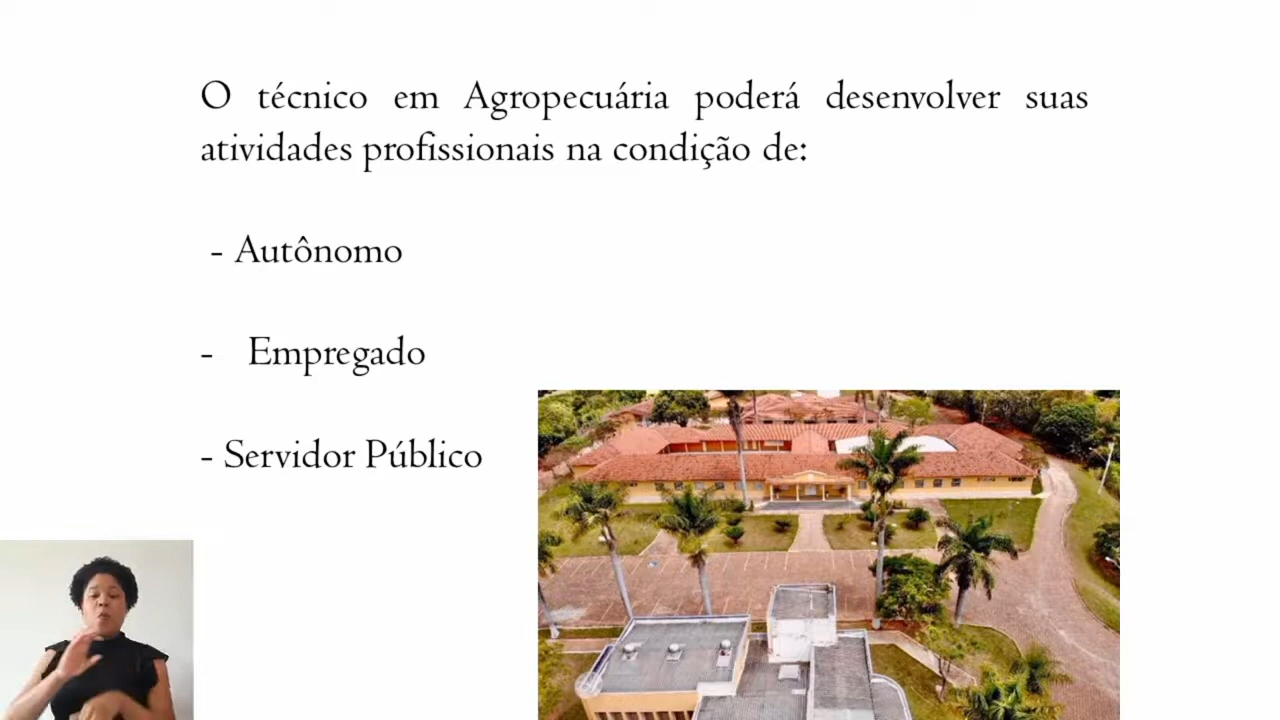 O técnico em Agropecuária poderá desenvolver suas
atividades profissionais na condição de:
- Autônomo
- Empregado
- Servidor Público